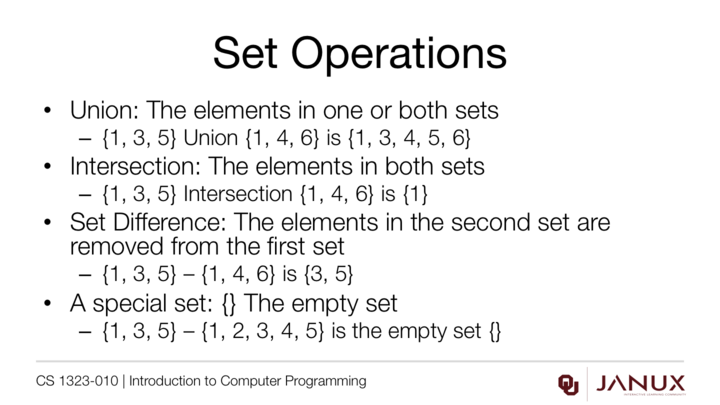 Set Operations
• Union: The elements in one or both sets
– {1, 3, 5} Union {1, 4, 6} is {1, 3, 4, 5, 6}
• Intersection: The elements in both sets
– {1, 3, 5} Intersection {1, 4, 6} is {1}
• Set Difference: The elements in the second set are
removed from the first set
– {1, 3, 5} – {1, 4, 6} is {3, 5}
• A special set: {} The empty set
– {1, 3, 5} – {1, 2, 3, 4, 5} is the empty set {}
CS 1323-010 | Introduction to Computer Programming
OU
JANUX
INTERACTIVE LEARNING COMMUNITY